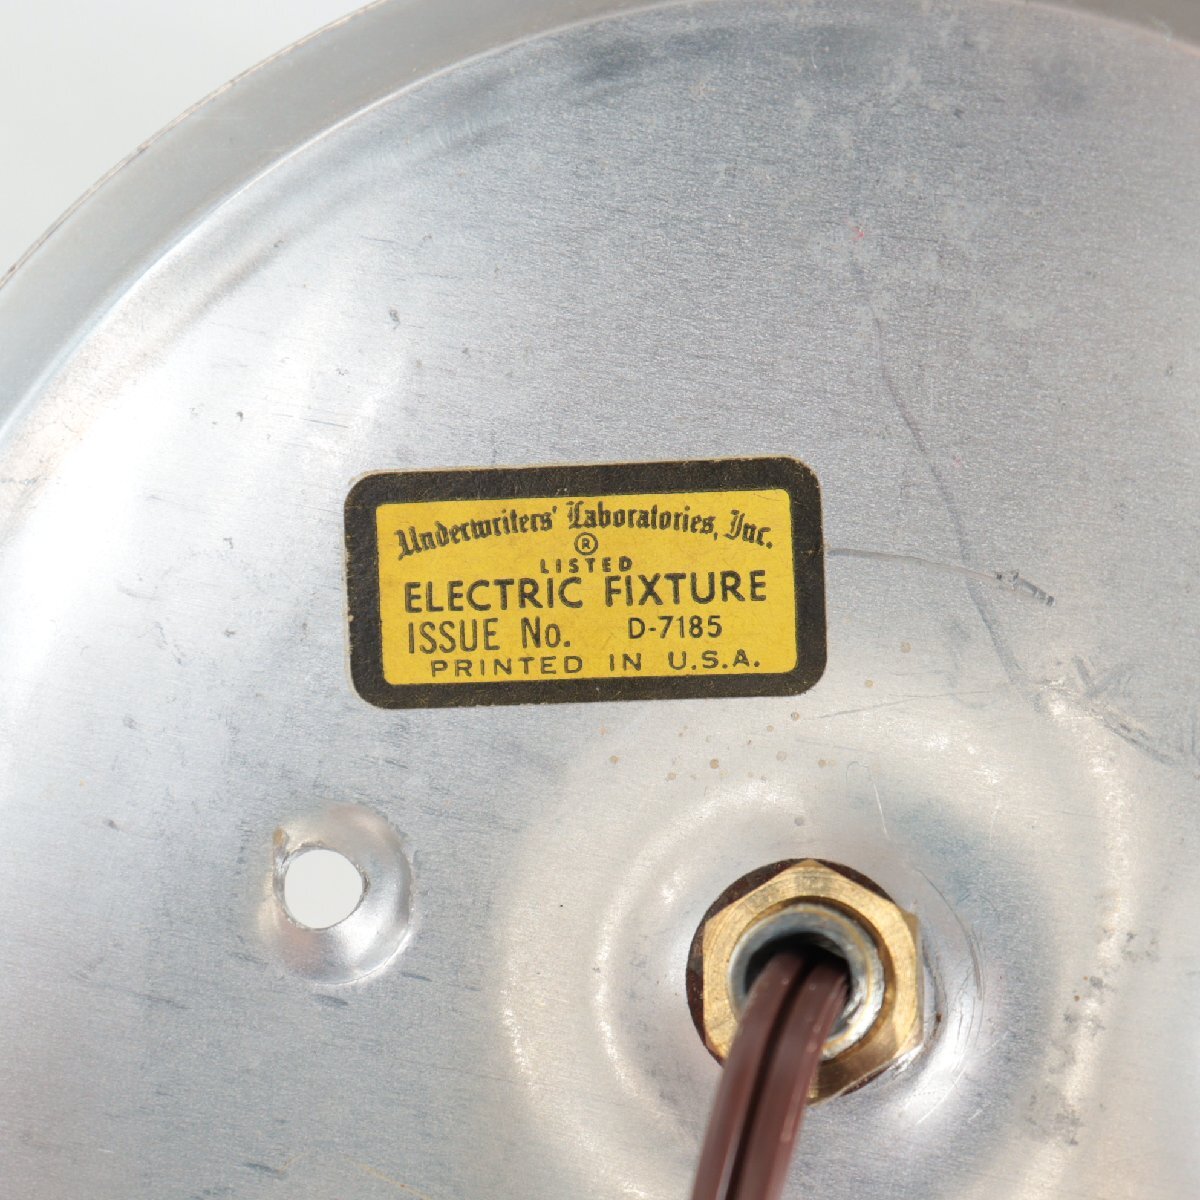 Underwriters' Laboratories, Inc.
®
LISTED
ELECTRIC FIXTURE
ISSUE No. D-7185
PRINTED IN U.S.A.